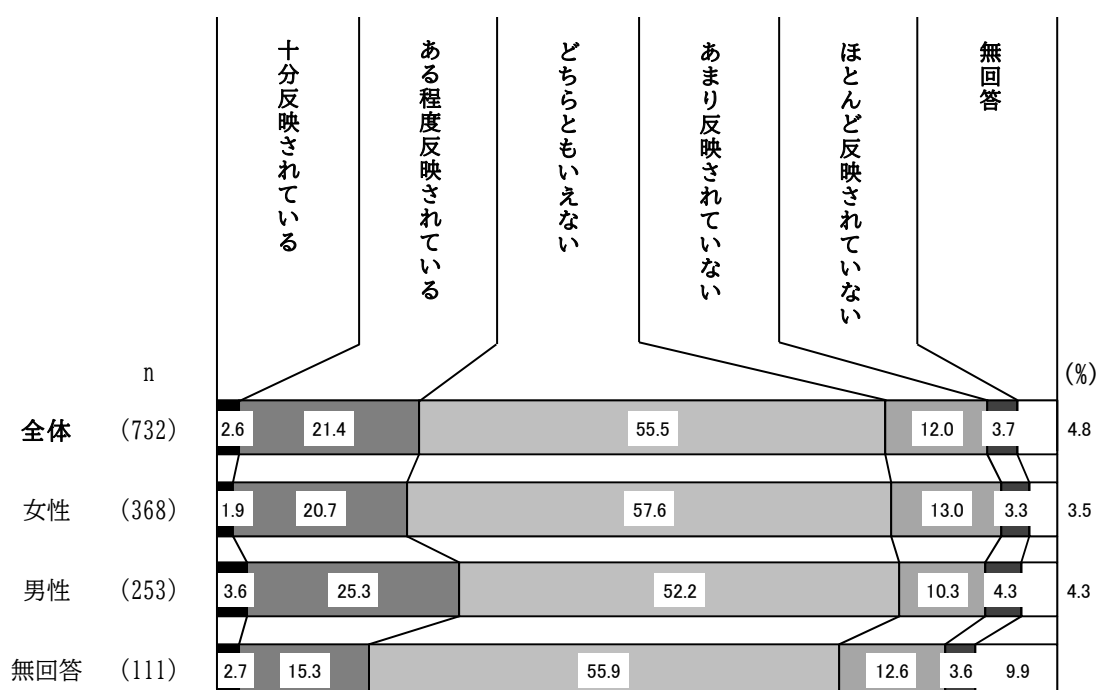 十分反映されている
ある程度反映されている
どちらともいえない
あまり反映されていない
ほとんど反映されていない
無回答
n
(%)
全体 (732) 2.6 21.4 55.5 12.0 3.7 4.8
女性 (368) 1.9 20.7 57.6 13.0 3.3 3.5
男性 (253) 3.6 25.3 52.2 10.3 4.3 4.3
無回答 (111) 2.7 15.3 55.9 12.6 3.6 9.9